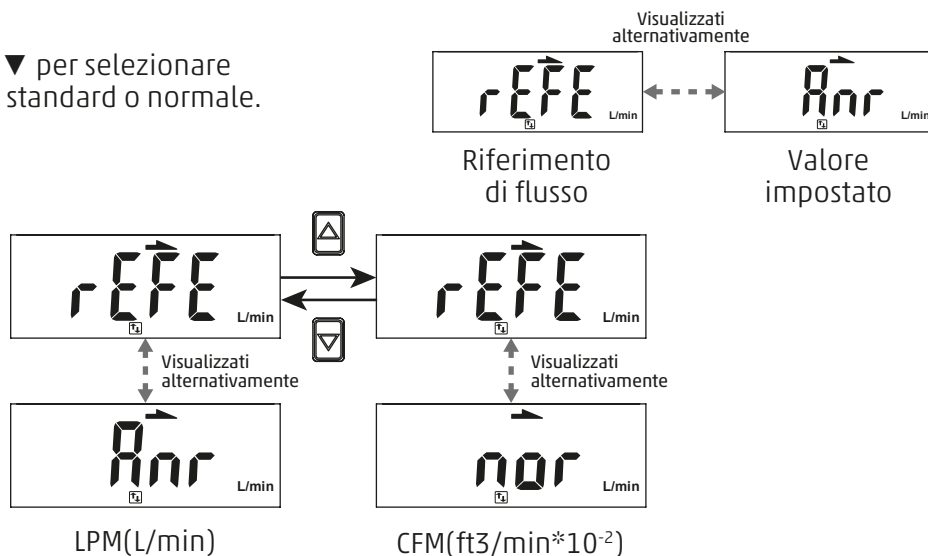 ▼ per selezionare
standard o normale.
Visualizzati
alternativamente
rEFE
L/min
Anr
L/min
Riferimento
di flusso
Valore
impostato
rEFE
L/min
rEFE
L/min
Visualizzati
alternativamente
Visualizzati
alternativamente
Anr
L/min
nor
L/min
LPM(L/min)
CFM(ft3/min*10⁻²)